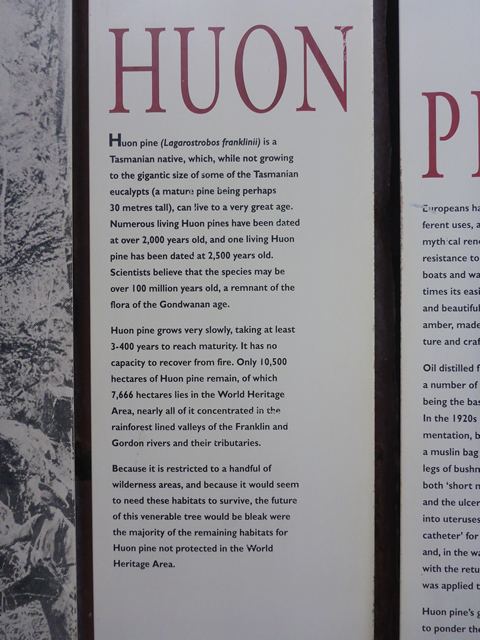 HUON
Huon pine (Lagarostrobos franklinii) is a
Tasmanian native, which, while not growing
to the gigantic size of some of the Tasmanian
eucalypts (a mature pine being perhaps
30 metres tall), can live to a very great age.
Numerous living Huon pines have been dated
at over 2,000 years old, and one living Huon
pine has been dated at 2,500 years old.
Scientists believe that the species may be
over 100 million years old, a remnant of the
flora of the Gondwanan age.
Huon pine grows very slowly, taking at least
3-400 years to reach maturity. It has no
capacity to recover from fire. Only 10,500
hectares of Huon pine remain, of which
7,666 hectares lies in the World Heritage
Area, nearly all of it concentrated in the
rainforest lined valleys of the Franklin and
Gordon rivers and their tributaries.
Because it is restricted to a handful of
wilderness areas, and because it would seem
to need these habitats to survive, the future
of this venerable tree would be bleak were
the majority of the remaining habitats for
Huon pine not protected in the World
Heritage Area.
P
Europeans ha
ferent uses, a
mythical ren
resistance to
boats and wa
times its easi
and beautiful
amber, made
ture and craf
Oil distilled f
a number of
being the bas
In the 1920s
mentation, b
a muslin bag
legs of bushm
both 'short n
and the ulcer
into uteruses
catheter' for
and, in the wa
with the retu
was applied t
Huon pine's g
to ponder the